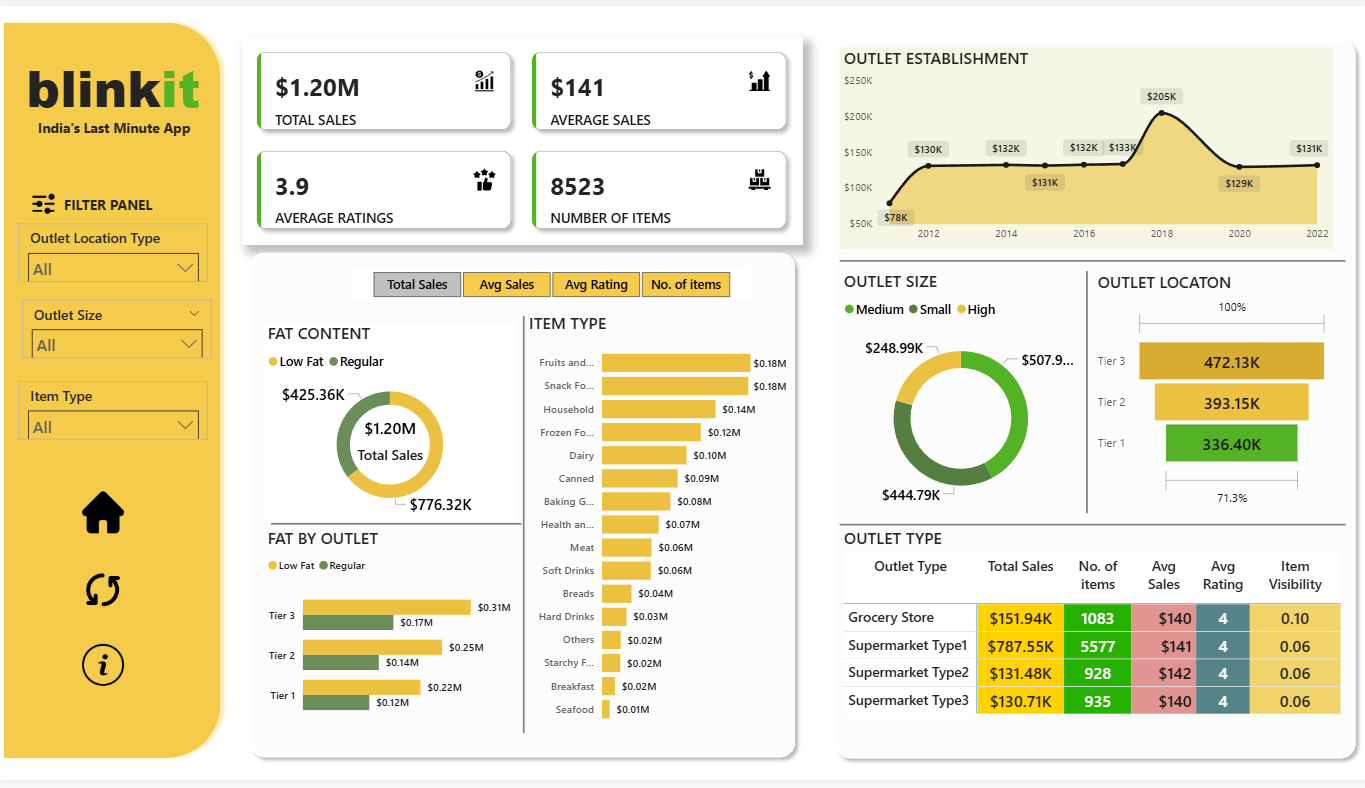 blinkit
India's Last Minute App
FILTER PANEL
Outlet Location Type
All
Outlet Size
All
Item Type
All
$1.20M
TOTAL SALES
$141
AVERAGE SALES
3.9
AVERAGE RATINGS
8523
NUMBER OF ITEMS
Total Sales Avg Sales Avg Rating No. of items
FAT CONTENT
Low Fat Regular
$425.36K
$1.20M
Total Sales
$776.32K
FAT BY OUTLET
Low Fat Regular
Tier 3 $0.31M
$0.17M
Tier 2 $0.25M
$0.14M
Tier 1 $0.22M
$0.12M
ITEM TYPE
Fruits and... $0.18M
Snack Fo... $0.18M
Household $0.14M
Frozen Fo... $0.12M
Dairy $0.10M
Canned $0.09M
Baking G... $0.08M
Health an... $0.07M
Meat $0.06M
Soft Drinks $0.06M
Breads $0.04M
Hard Drinks $0.03M
Others $0.02M
Starchy F... $0.02M
Breakfast $0.02M
Seafood $0.01M
OUTLET ESTABLISHMENT
$250K
$200K
$150K
$100K
$50K
$78K $130K $132K $131K $132K $133K $205K $129K $131K
2012 2014 2016 2018 2020 2022
OUTLET SIZE
Medium Small High
$248.99K
$507.9...
$444.79K
OUTLET LOCATON
100%
Tier 3 472.13K
Tier 2 393.15K
Tier 1 336.40K
71.3%
OUTLET TYPE
Outlet Type Total Sales No. of items Avg Sales Avg Rating Item Visibility
Grocery Store $151.94K 1083 $140 4 0.10
Supermarket Type1 $787.55K 5577 $141 4 0.06
Supermarket Type2 $131.48K 928 $142 4 0.06
Supermarket Type3 $130.71K 935 $140 4 0.06